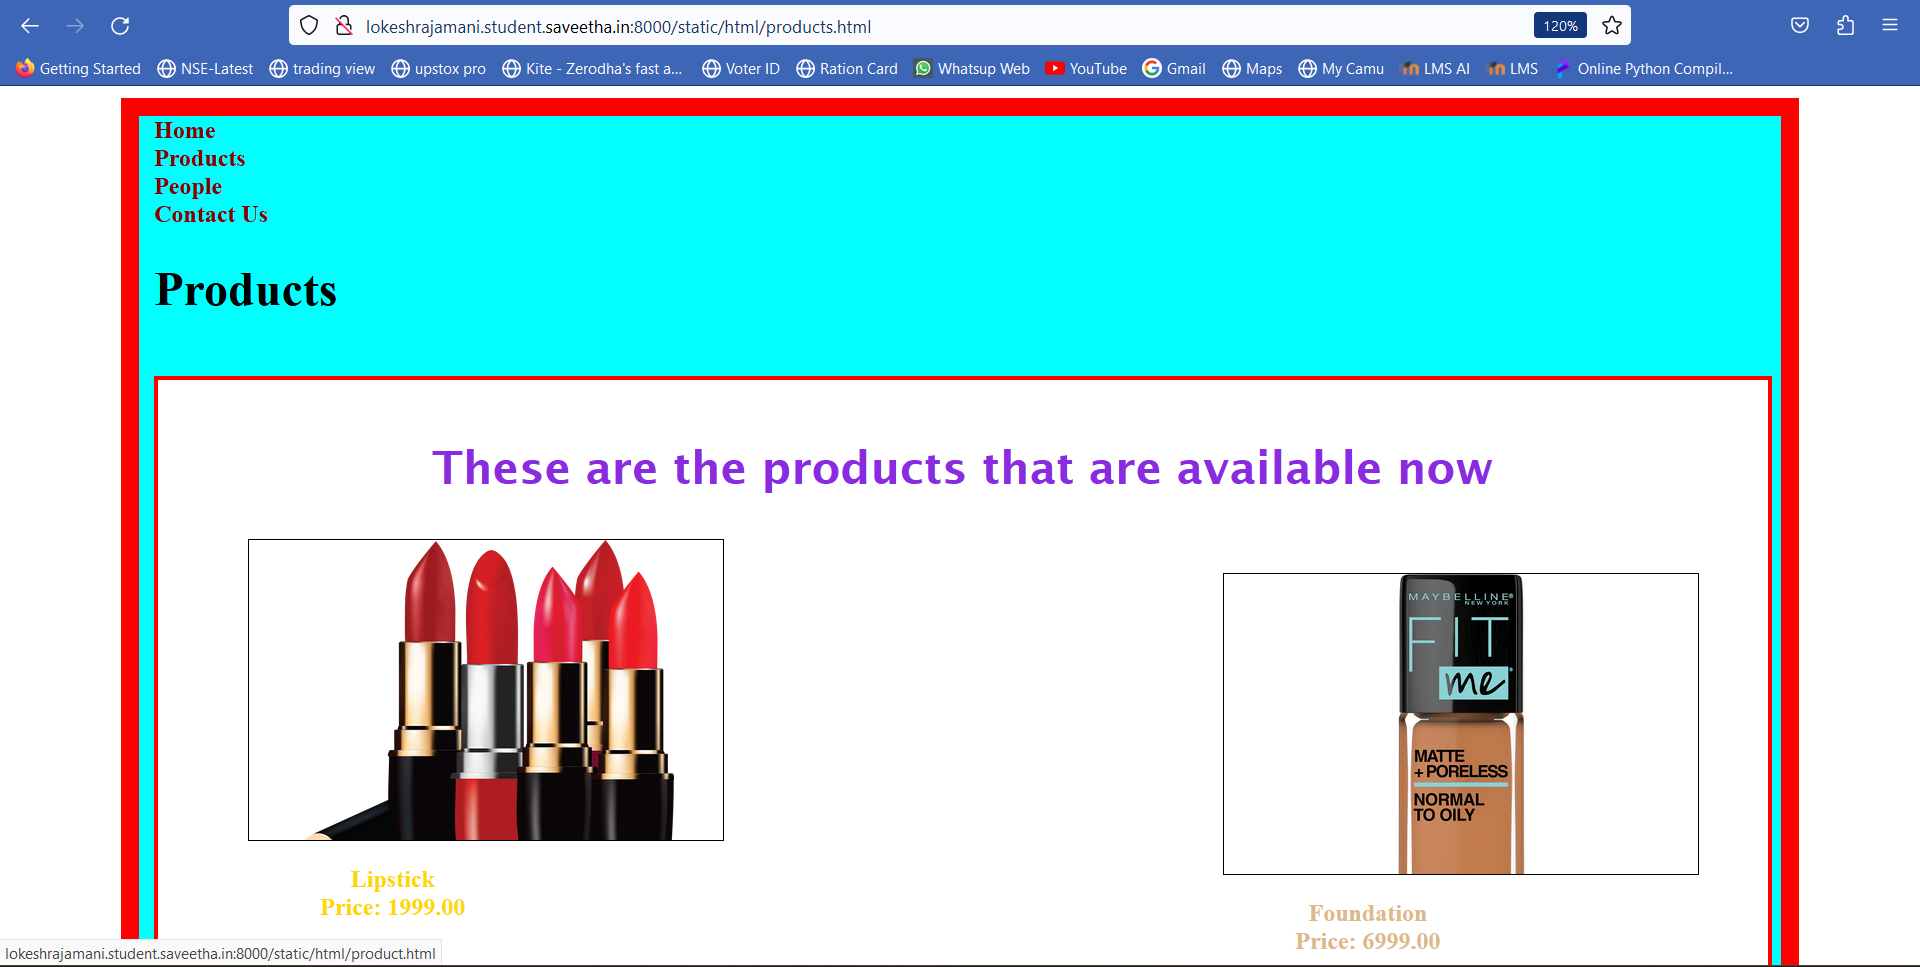 lokeshrajamani.student.saveetha.in:8000/static/html/products.html
120%
Getting Started NSE-Latest trading view upstox pro Kite - Zerodha's fast a... Voter ID Ration Card Whatsup Web YouTube Gmail Maps My Camu LMS AI LMS Online Python Compil...
Home
Products
People
Contact Us
Products
These are the products that are available now
MAYBELLINE®
NEW YORK
FIT
me
MATTE
+ PORELESS
NORMAL
TO OILY
Lipstick
Price: 1999.00
Foundation
Price: 6999.00
lokeshrajamani.student.saveetha.in:8000/static/html/product.html